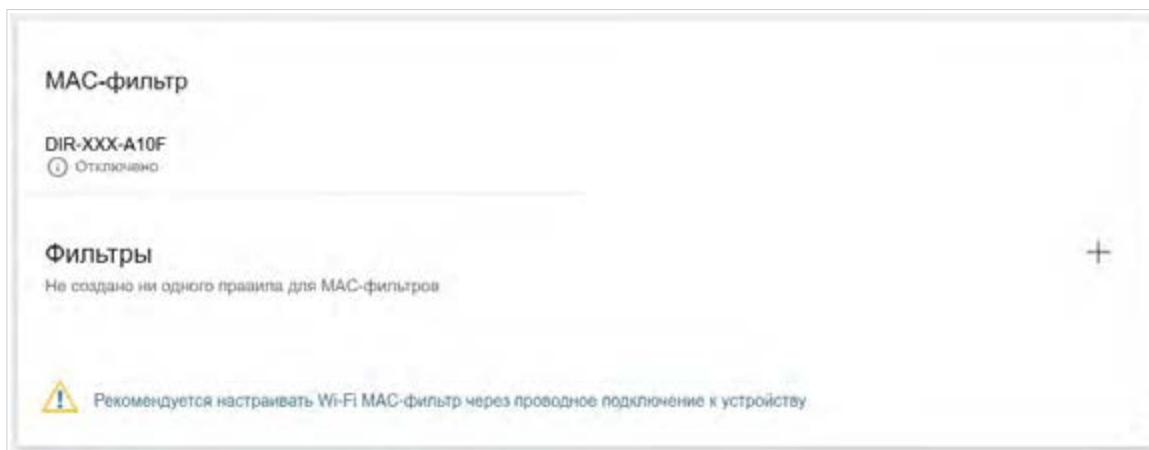 MAC-фильтр
DIR-XXX-A10F
Отключено
Фильтры
Не создано ни одного правила для MAC-фильтров
Рекомендуется настраивать Wi-Fi MAC-фильтр через проводное подключение к устройству